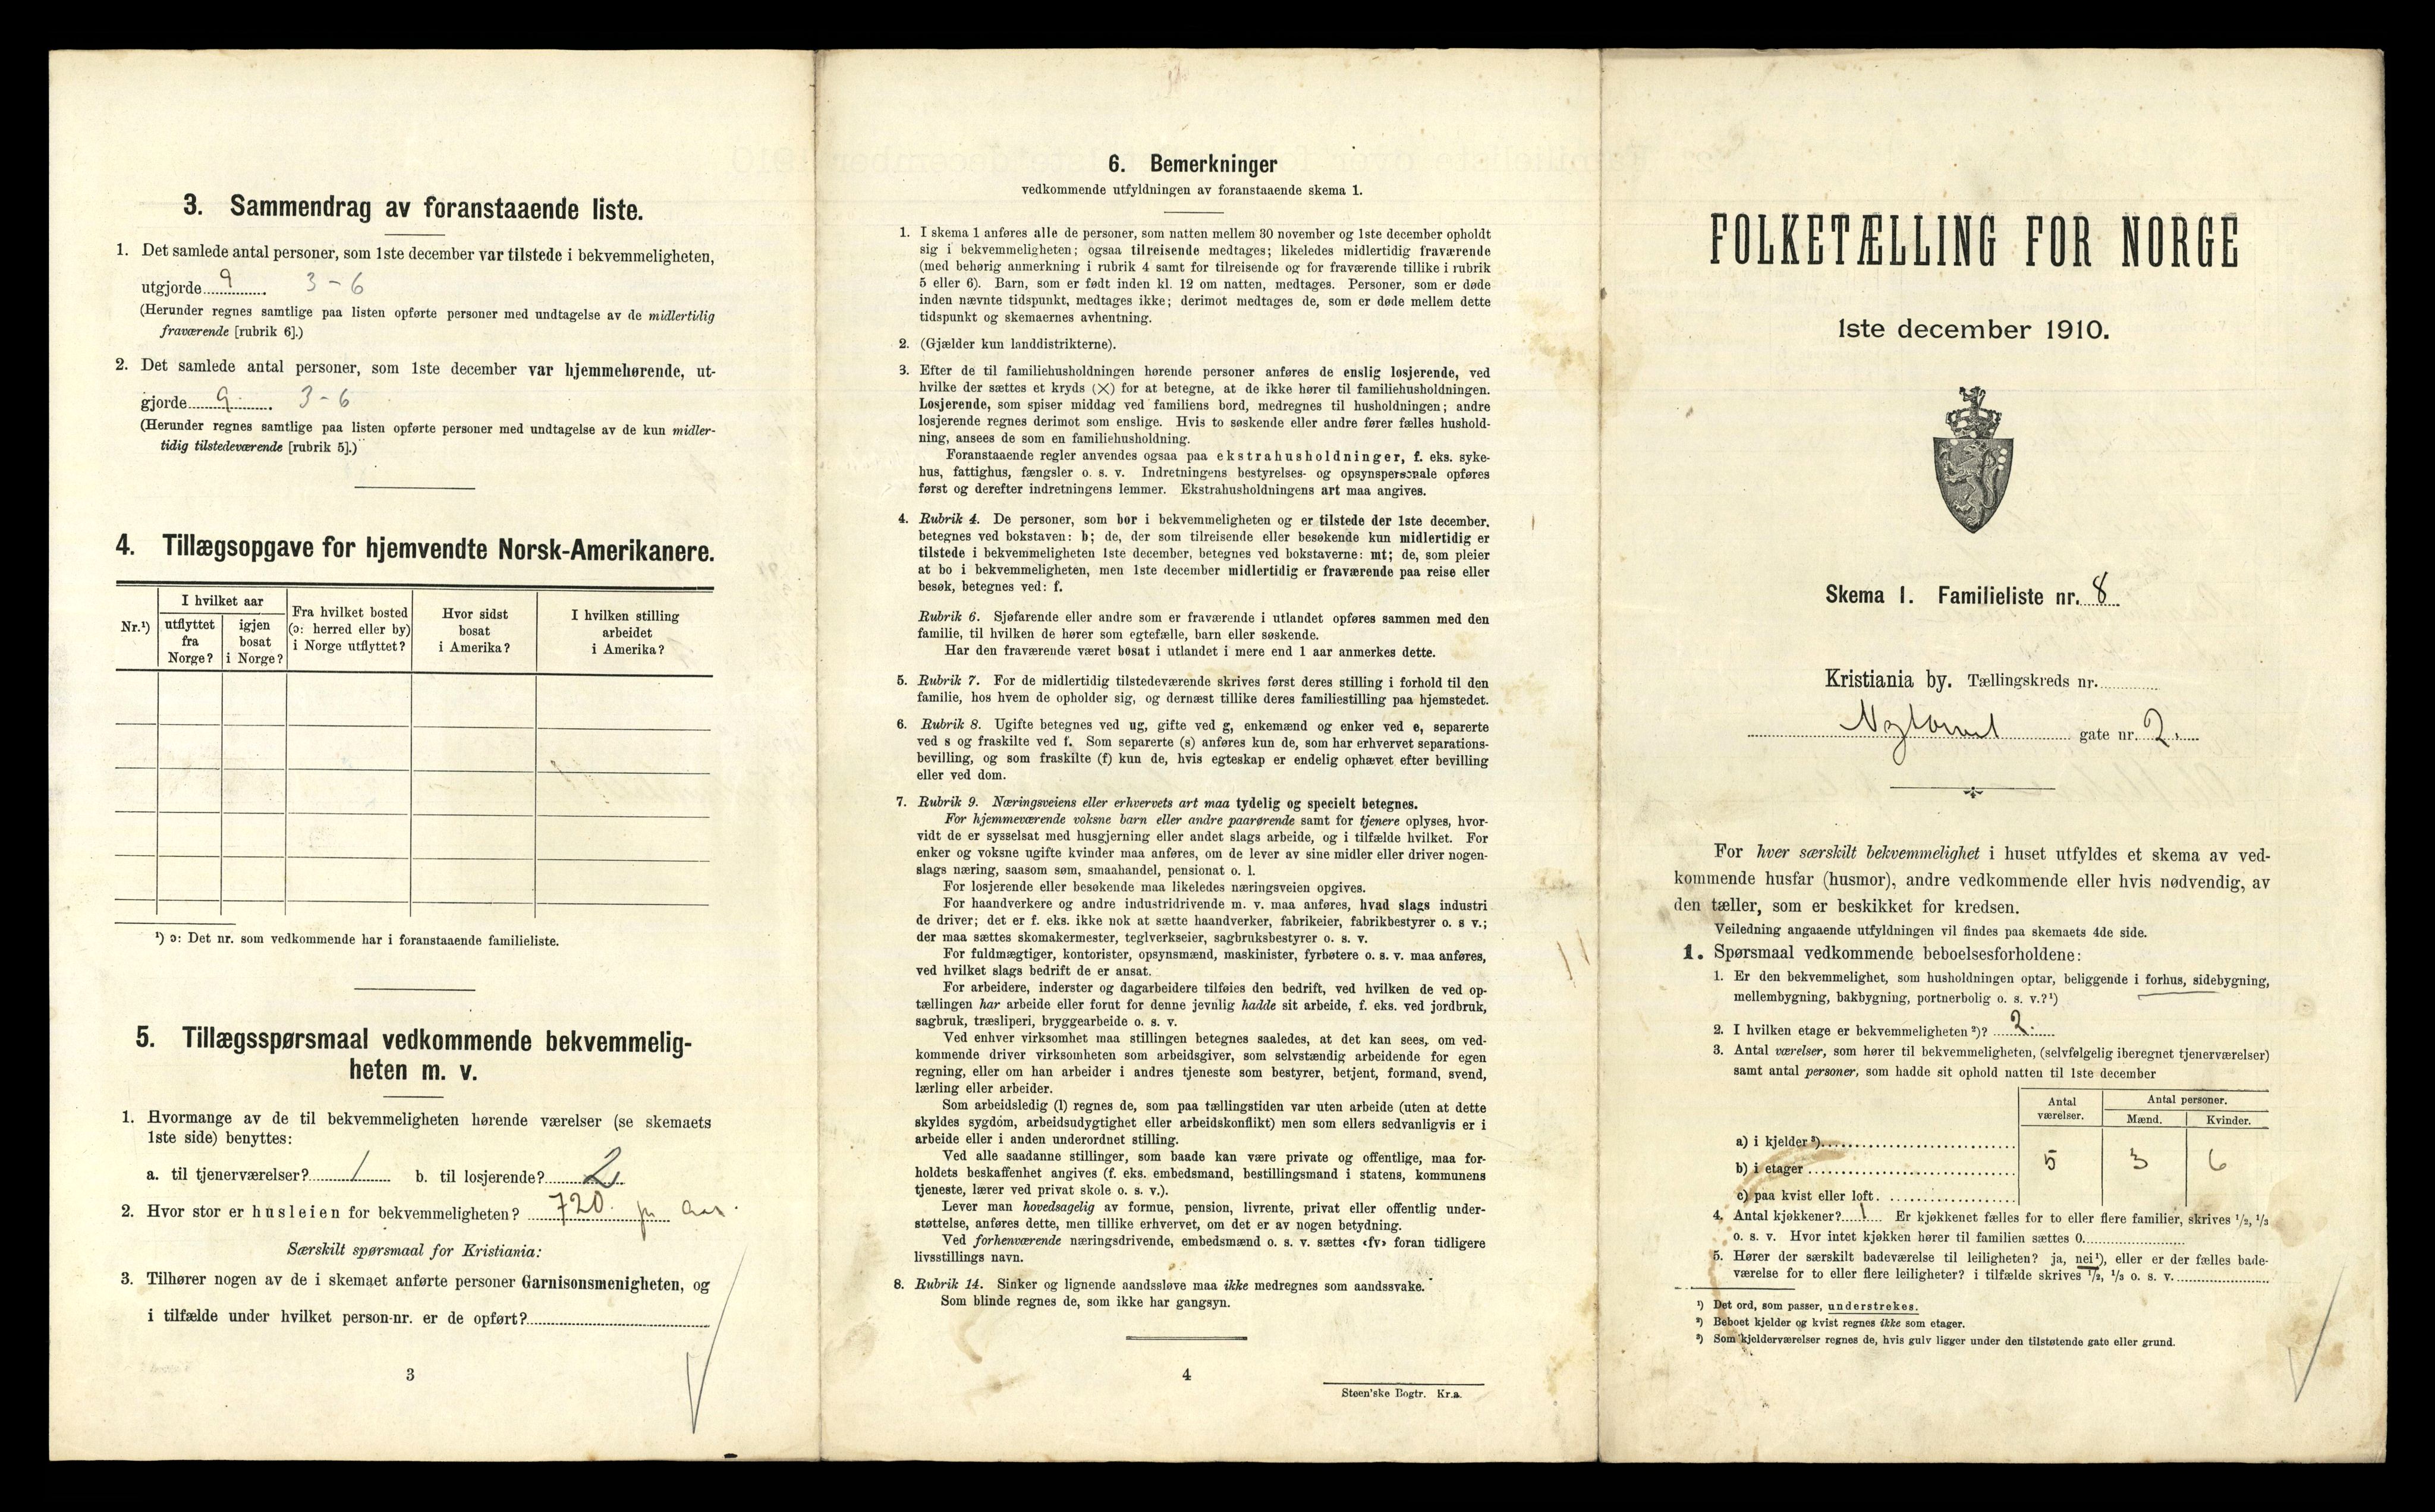 3. Sammendrag av foranstaaende liste.
1. Det samlede antal personer, som 1ste december var tilstede i bekvemmeligheten,
utgjorde 9. 3 - 6
(Herunder regnes samtlige paa listen opførte personer med undtagelse av de midlertidig
fraværende [rubrik 6].)
2. Det samlede antal personer, som 1ste december var hjemmehørende, ut-
gjorde 9. 3 - 6
(Herunder regnes samtlige paa listen opførte personer med undtagelse av de kun midler-
tidig tilstedeværende [rubrik 5].)
4. Tillægsopgave for hjemvendte Norsk-Amerikanere.
Nr.¹)
I hvilket aar
utflyttet
fra
Norge?
igjen
bosat
i Norge?
Fra hvilket bosted
(ɔ: herred eller by)
i Norge utflyttet?
Hvor sidst
bosat
i Amerika?
I hvilken stilling
arbeidet
i Amerika?
¹) ɔ: Det nr. som vedkommende har i foranstaaende familieliste.
5. Tillægsspørsmaal vedkommende bekvemmelig-
heten m. v.
1. Hvormange av de til bekvemmeligheten hørende værelser (se skemaets
1ste side) benyttes:
a. til tjenerværelser? 1 b. til losjerende? 2
2. Hvor stor er husleien for bekvemmeligheten? 720. pr Aar.
Særskilt spørsmaal for Kristiania:
3. Tilhører nogen av de i skemaet anførte personer Garnisonsmenigheten, og
i tilfælde under hvilket person-nr. er de opført?
3
6. Bemerkninger
vedkommende utfyldningen av foranstaaende skema 1.
1. I skema 1 anføres alle de personer, som natten mellem 30 november og 1ste december opholdt
sig i bekvemmeligheten; ogsaa tilreisende medtages; likeledes midlertidig fraværende
(med behørig anmerkning i rubrik 4 samt for tilreisende og for fraværende tillike i rubrik
5 eller 6). Barn, som er født inden kl. 12 om natten, medtages. Personer, som er døde
inden nævnte tidspunkt, medtages ikke; derimot medtages de, som er døde mellem dette
tidspunkt og skemaernes avhentning.
2. (Gjælder kun landdistrikterne).
3. Efter de til familiehusholdningen hørende personer anføres de enslig losjerende, ved
hvilke der sættes et kryds (×) for at betegne, at de ikke hører til familiehusholdningen.
Losjerende, som spiser middag ved familiens bord, medregnes til husholdningen; andre
losjerende regnes derimot som enslige. Hvis to søskende eller andre fører fælles hushold-
ning, ansees de som en familiehusholdning.
Foranstaaende regler anvendes ogsaa paa ekstrahusholdninger, f. eks. syke-
hus, fattighus, fængsler o. s. v. Indretningens bestyrelses- og opsynspersonale opføres
først og derefter indretningens lemmer. Ekstrahusholdningens art maa angives.
4. Rubrik 4. De personer, som bor i bekvemmeligheten og er tilstede der 1ste december,
betegnes ved bokstaven: b; de, der som tilreisende eller besøkende kun midlertidig er
tilstede i bekvemmeligheten 1ste december, betegnes ved bokstaverne: mt; de, som pleier
at bo i bekvemmeligheten, men 1ste december midlertidig er fraværende paa reise eller
besøk, betegnes ved: f.
Rubrik 6. Sjøfarende eller andre som er fraværende i utlandet opføres sammen med den
familie, til hvilken de hører som egtefælle, barn eller søskende.
Har den fraværende været bosat i utlandet i mere end 1 aar anmerkes dette.
5. Rubrik 7. For de midlertidig tilstedeværende skrives først deres stilling i forhold til den
familie, hos hvem de opholder sig, og dernæst tillike deres familiestilling paa hjemstedet.
6. Rubrik 8. Ugifte betegnes ved ug, gifte ved g, enkemænd og enker ved e, separerte
ved s og fraskilte ved f. Som separerte (s) anføres kun de, som har erhvervet separations-
bevilling, og som fraskilte (f) kun de, hvis egteskap er endelig ophævet efter bevilling
eller ved dom.
7. Rubrik 9. Næringsveiens eller erhvervets art maa tydelig og specielt betegnes.
For hjemmeværende voksne barn eller andre paarørende samt for tjenere oplyses, hvor-
vidt de er sysselsat med husgjerning eller andet slags arbeide, og i tilfælde hvilket. For
enker og voksne ugifte kvinder maa anføres, om de lever av sine midler eller driver nogen-
slags næring, saasom søm, smaahandel, pensionat o. l.
For losjerende eller besøkende maa likeledes næringsveien opgives.
For haandverkere og andre industridrivende m. v. maa anføres, hvad slags industri
de driver; det er f. eks. ikke nok at sætte haandverker, fabrikeier, fabrikbestyrer o. s v.;
der maa sættes skomakermester, teglverkseier, sagbruksbestyrer o. s. v.
For fuldmægtiger, kontorister, opsynsmænd, maskinister, fyrbøtere o. s. v. maa anføres,
ved hvilket slags bedrift de er ansat.
For arbeidere, inderster og dagarbeidere tilføies den bedrift, ved hvilken de ved op-
tællingen har arbeide eller forut for denne jevnlig hadde sit arbeide, f. eks. ved jordbruk,
sagbruk, træsliperi, bryggearbeide o. s. v.
Ved enhver virksomhet maa stillingen betegnes saaledes, at det kan sees, om ved-
kommende driver virksomheten som arbeidsgiver, som selvstændig arbeidende for egen
regning, eller om han arbeider i andres tjeneste som bestyrer, betjent, formand, svend,
lærling eller arbeider.
Som arbeidsledig (l) regnes de, som paa tællingstiden var uten arbeide (uten at dette
skyldes sygdom, arbeidsudygtighet eller arbeidskonflikt) men som ellers sedvanligvis er i
arbeide eller i anden underordnet stilling.
Ved alle saadanne stillinger, som baade kan være private og offentlige, maa for-
holdets beskaffenhet angives (f. eks. embedsmand, bestillingsmand i statens, kommunens
tjeneste, lærer ved privat skole o. s. v.).
Lever man hovedsagelig av formue, pension, livrente, privat eller offentlig under-
støttelse, anføres dette, men tillike erhvervet, om det er av nogen betydning.
Ved forhenværende næringsdrivende, embedsmænd o. s. v. sættes «fv» foran tidligere
livsstillings navn.
8. Rubrik 14. Sinker og lignende aandssløve maa ikke medregnes som aandssvake.
Som blinde regnes de, som ikke har gangsyn.
4
Steen'ske Bogtr. Kr.a.
FOLKETÆLLING FOR NORGE
1ste december 1910.
Skema 1. Familieliste nr. 8
Kristiania by. Tællingskreds nr.
Nytorvet gate nr. 2.
For hver særskilt bekvemmelighet i huset utfyldes et skema av ved-
kommende husfar (husmor), andre vedkommende eller hvis nødvendig, av
den tæller, som er beskikket for kredsen.
Veiledning angaaende utfyldningen vil findes paa skemaets 4de side.
1. Spørsmaal vedkommende beboelsesforholdene:
1. Er den bekvemmelighet, som husholdningen optar, beliggende i forhus, sidebygning,
mellembygning, bakbygning, portnerbolig o. s. v.?¹)
2. I hvilken etage er bekvemmeligheten²)? 2.
3. Antal værelser, som hører til bekvemmeligheten, (selvfølgelig iberegnet tjenerværelser)
samt antal personer, som hadde sit ophold natten til 1ste december
Antal
værelser.
Antal personer.
Mænd. Kvinder.
a) i kjelder³)
b) i etager 5 3 6
c) paa kvist eller loft.
4. Antal kjøkkener? 1 Er kjøkkenet fælles for to eller flere familier, skrives ¹/₂, ¹/₃
o. s. v. Hvor intet kjøkken hører til familien sættes 0.
5. Hører der særskilt badeværelse til leiligheten? ja, nei¹), eller er der fælles bade-
værelse for to eller flere leiligheter? i tilfælde skrives ¹/₂, ¹/₃ o. s. v.
¹) Det ord, som passer, understrekes.
²) Beboet kjelder og kvist regnes ikke som etager.
³) Som kjelderværelser regnes de, hvis gulv ligger under den tilstøtende gate eller grund.